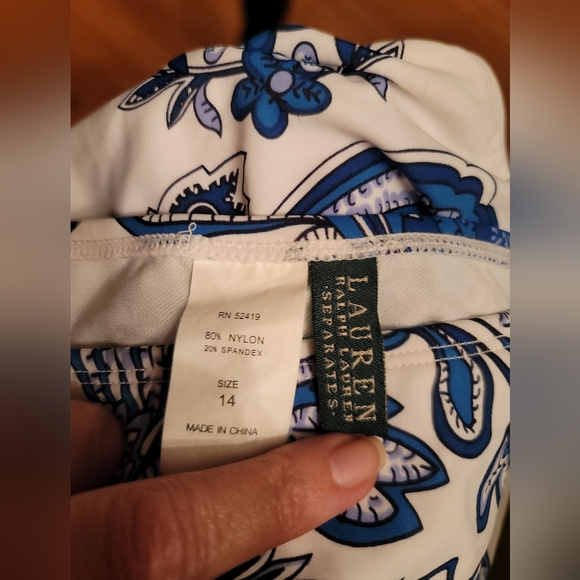 RN 52419
80% NYLON
20% SPANDEX
SIZE
14
MADE IN CHINA
LAUREN
RALPH LAUREN
·SEPARATES·